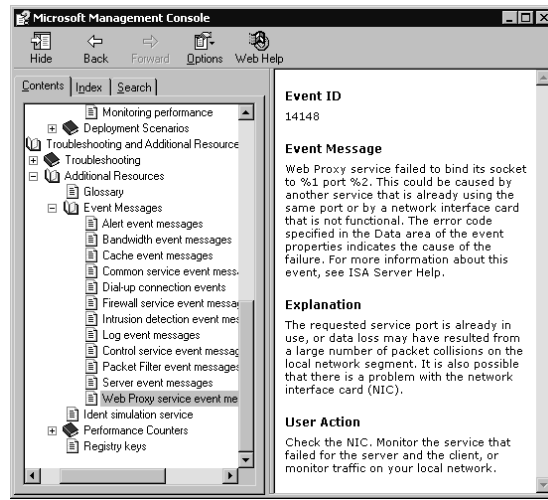 Microsoft Management Console
Hide Back Forward Options Web Help
Contents Index Search
Monitoring performance
Deployment Scenarios
Troubleshooting and Additional Resource
Troubleshooting
Additional Resources
Glossary
Event Messages
Alert event messages
Bandwidth event messages
Cache event messages
Common service event mess
Dial-up connection events
Firewall service event messag
Intrusion detection event mes
Log event messages
Control service event messag
Packet Filter event messages
Server event messages
Web Proxy service event me
Ident simulation service
Performance Counters
Registry keys
Event ID
14148
Event Message
Web Proxy service failed to bind its socket
to %1 port %2. This could be caused by
another service that is already using the
same port or by a network interface card
that is not functional. The error code
specified in the Data area of the event
properties indicates the cause of the
failure. For more information about this
event, see ISA Server Help.
Explanation
The requested service port is already in
use, or data loss may have resulted from
a large number of packet collisions on the
local network segment. It is also possible
that there is a problem with the network
interface card (NIC).
User Action
Check the NIC. Monitor the service that
failed for the server and the client, or
monitor traffic on your local network.